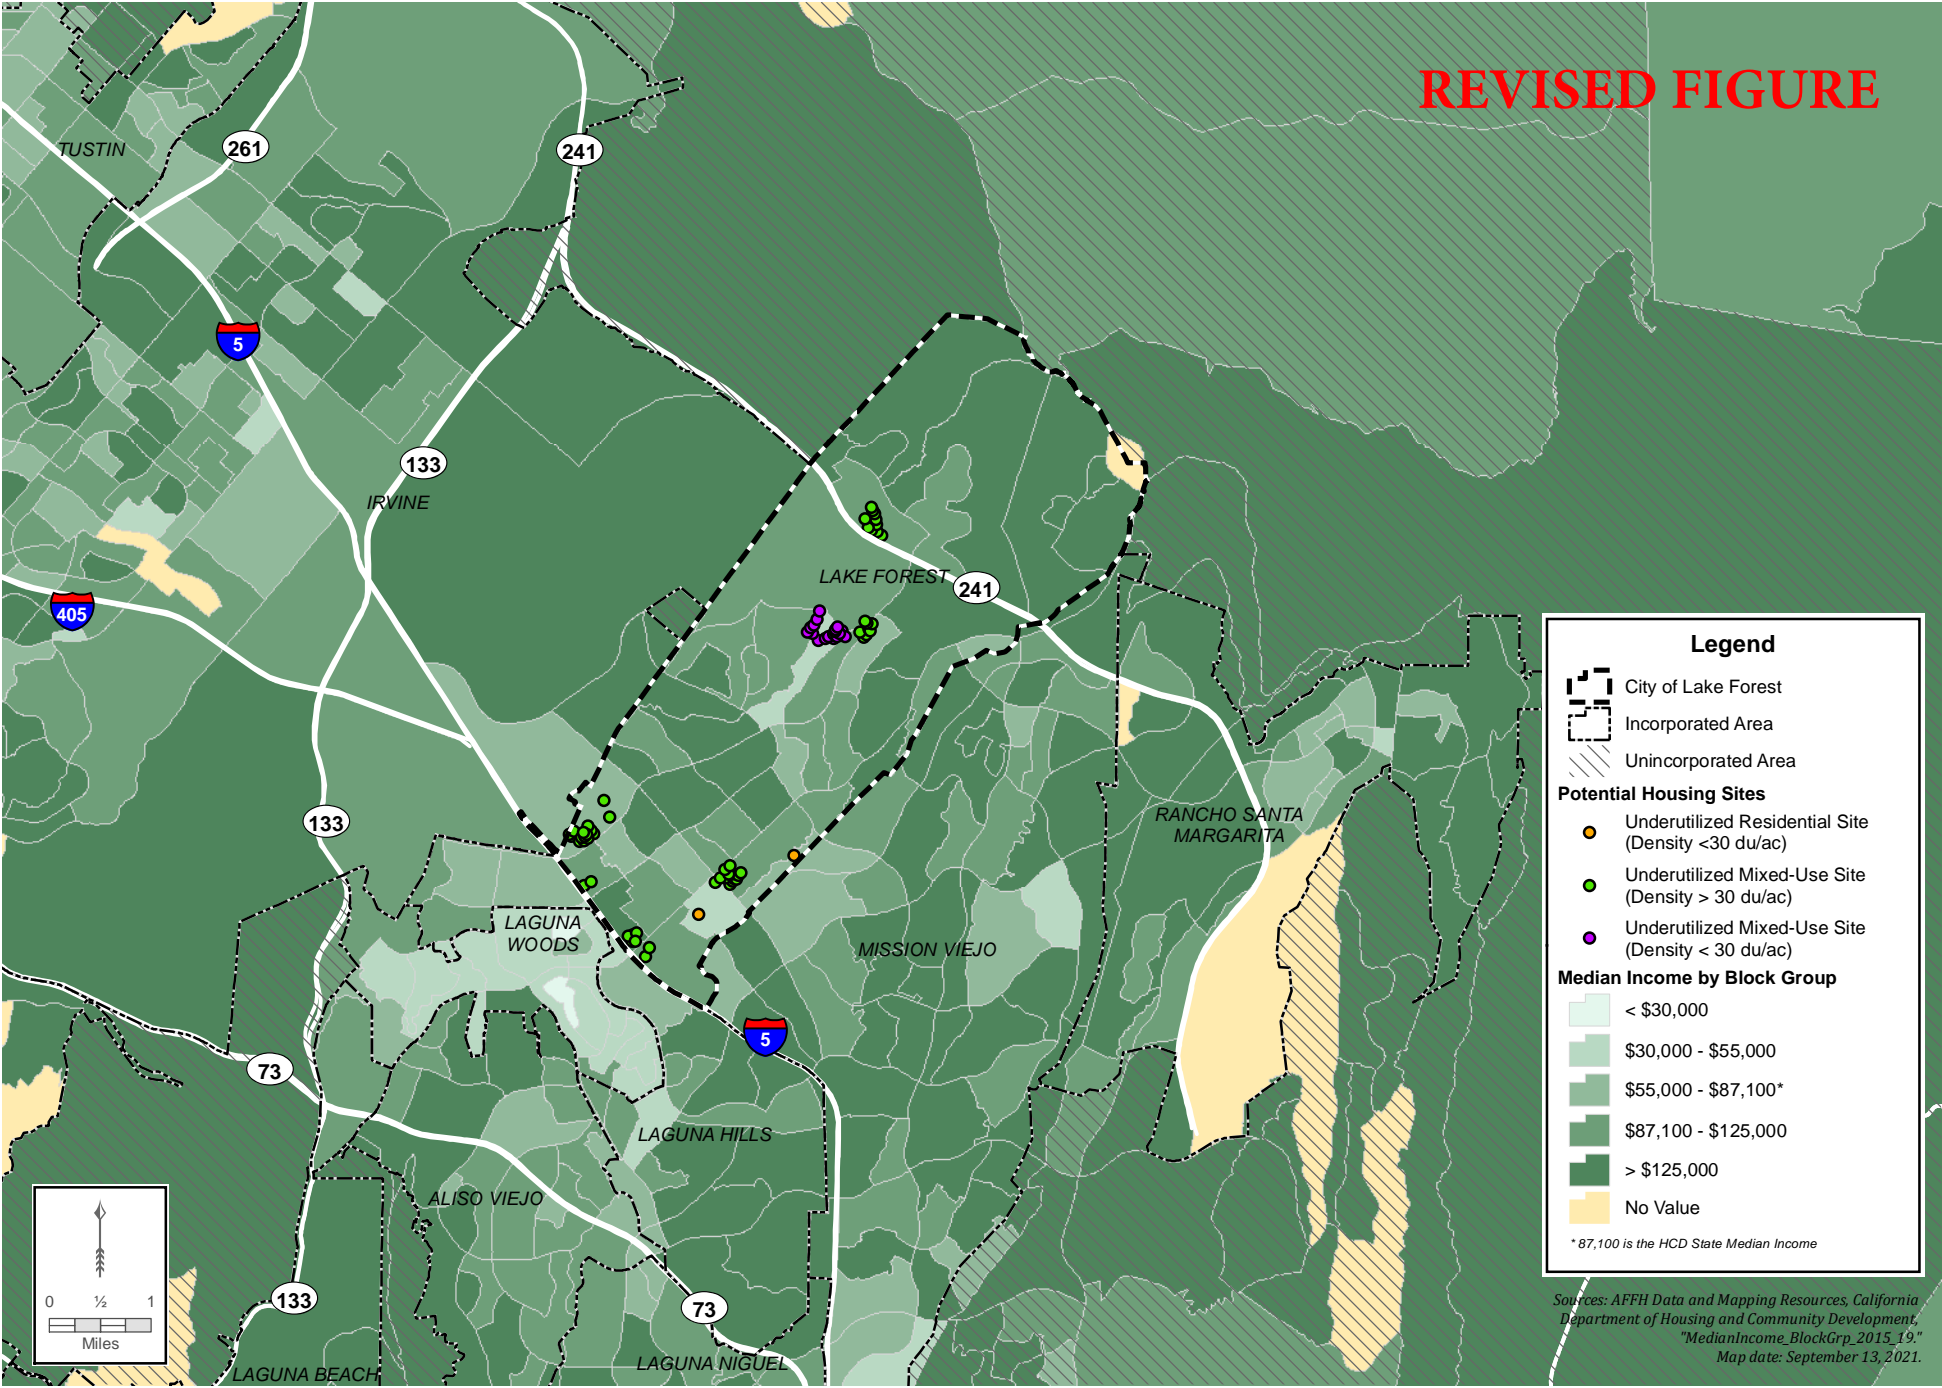 REVISED FIGURE
TUSTIN
261
241
5
133
IRVINE
405
LAKE FOREST
241
133
RANCHO SANTA
MARGARITA
LAGUNA
WOODS
MISSION VIEJO
5
73
LAGUNA HILLS
ALISO VIEJO
133
73
LAGUNA NIGUEL
LAGUNA BEACH
0 ½ 1
Miles
Legend
City of Lake Forest
Incorporated Area
Unincorporated Area
Potential Housing Sites
Underutilized Residential Site
(Density <30 du/ac)
Underutilized Mixed-Use Site
(Density > 30 du/ac)
Underutilized Mixed-Use Site
(Density < 30 du/ac)
Median Income by Block Group
< $30,000
$30,000 - $55,000
$55,000 - $87,100*
$87,100 - $125,000
> $125,000
No Value
* 87,100 is the HCD State Median Income
Sources: AFFH Data and Mapping Resources, California
Department of Housing and Community Development,
"MedianIncome_BlockGrp_2015_19."
Map date: September 13, 2021.